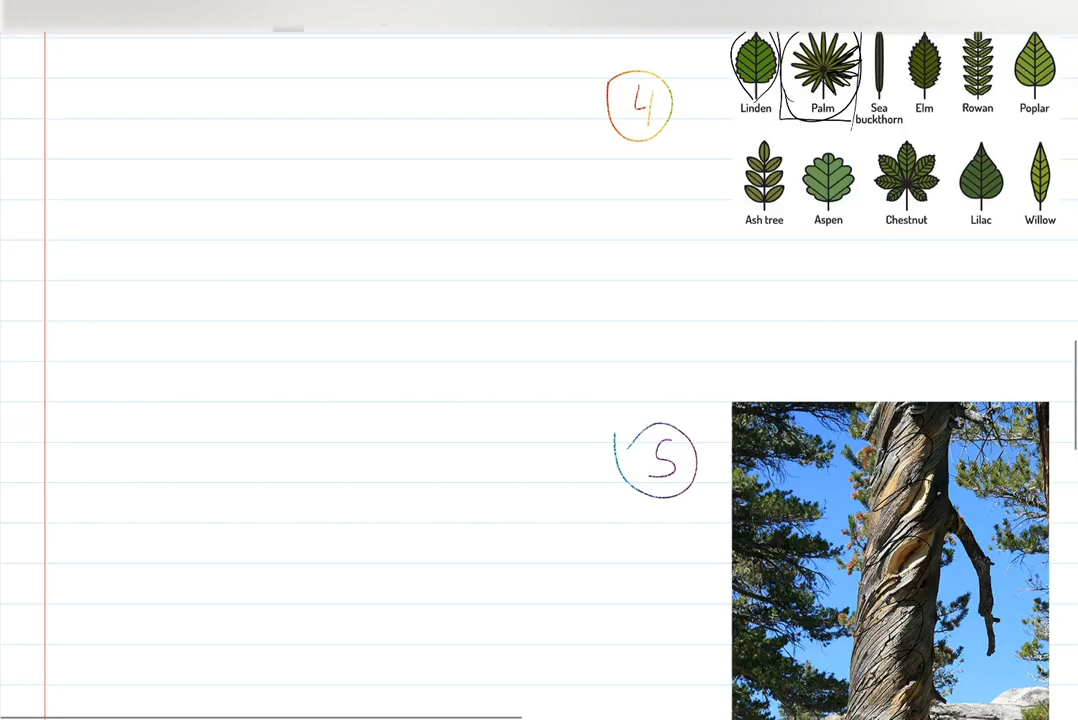 4
Linden Palm Sea buckthorn Elm Rowan Poplar
Ash tree Aspen Chestnut Lilac Willow
5